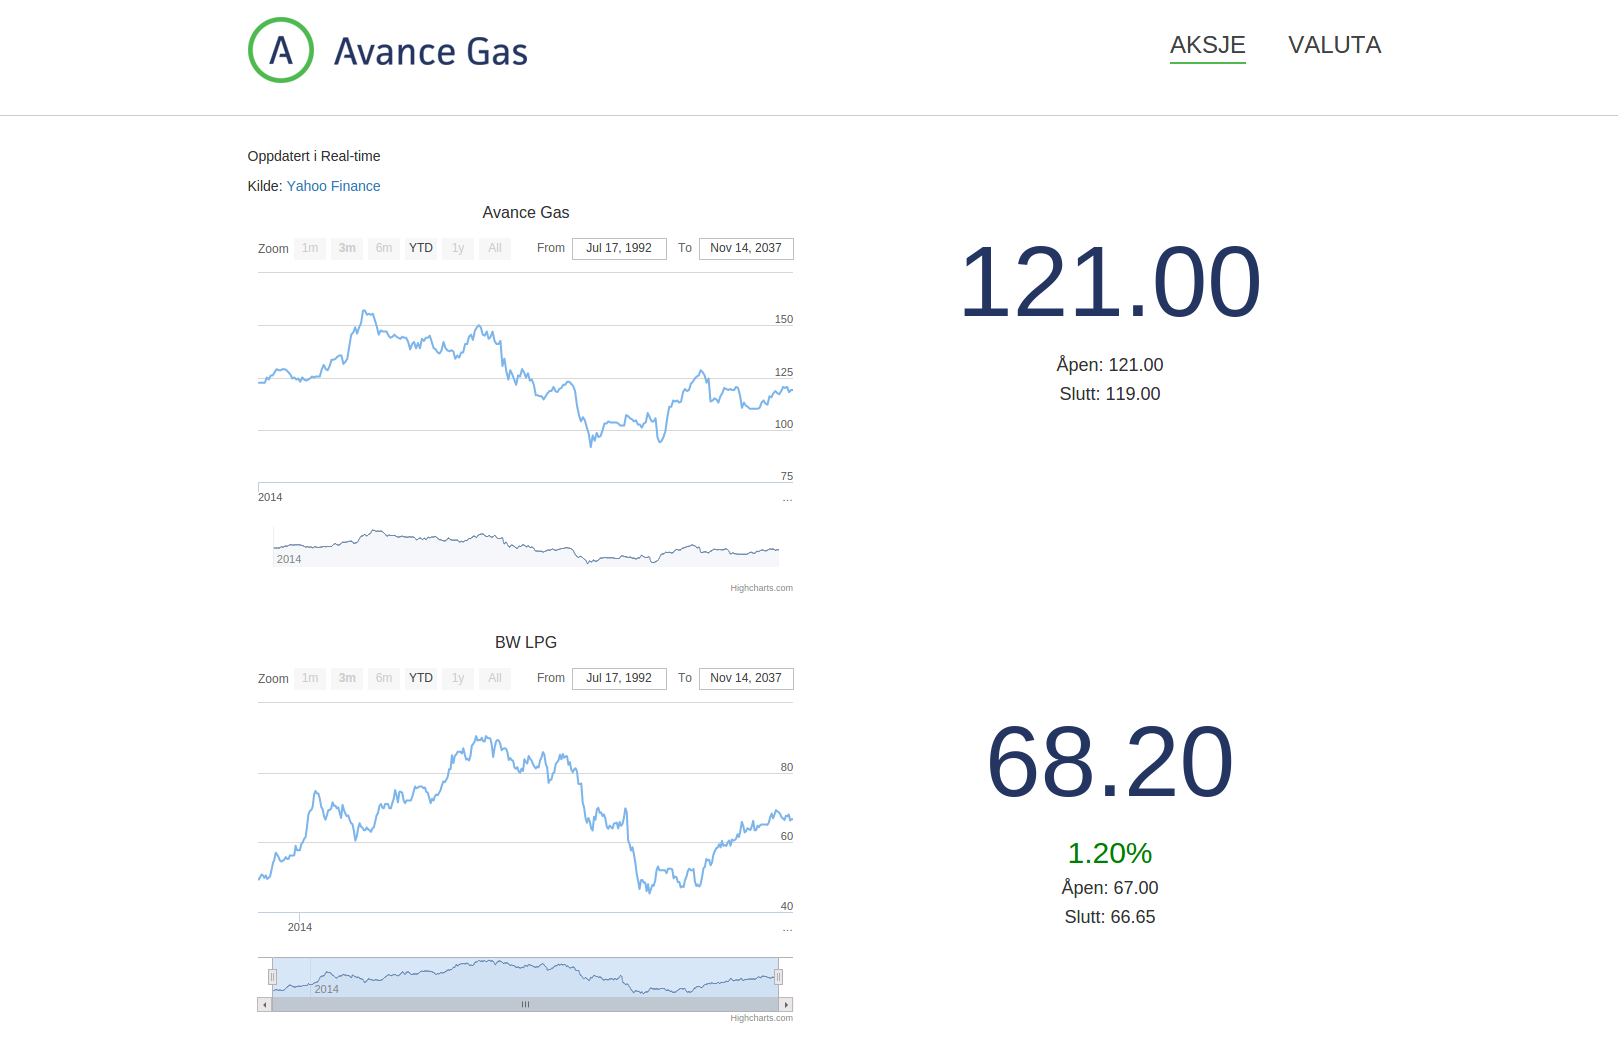 A Avance Gas
AKSJE VALUTA
Oppdatert i Real-time
Kilde: Yahoo Finance
Avance Gas
Zoom 1m 3m 6m YTD 1y All From Jul 17, 1992 To Nov 14, 2037
150
125
100
75
2014 ...
2014
Highcharts.com
121.00
Åpen: 121.00
Slutt: 119.00
BW LPG
Zoom 1m 3m 6m YTD 1y All From Jul 17, 1992 To Nov 14, 2037
80
60
40
2014 ...
2014
Highcharts.com
68.20
1.20%
Åpen: 67.00
Slutt: 66.65